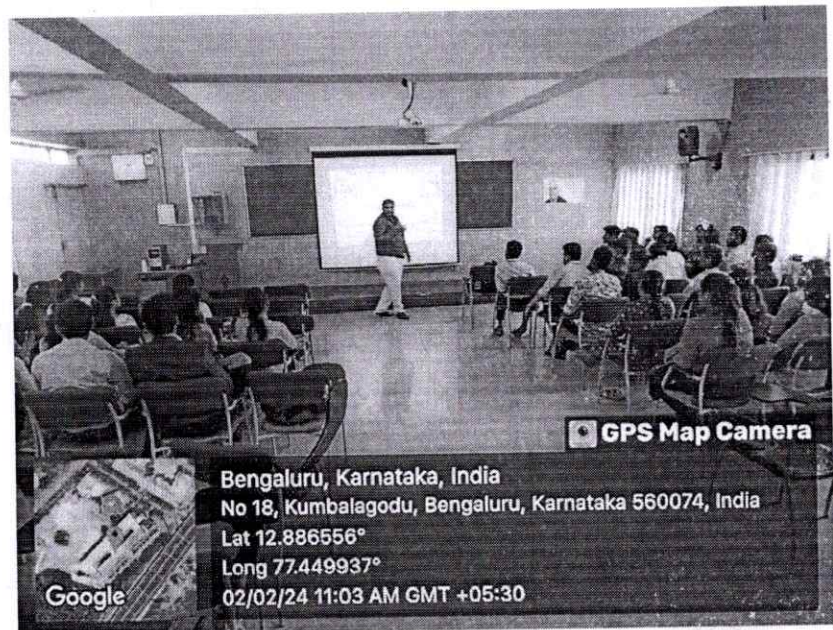 GPS Map Camera
Bengaluru, Karnataka, India
No 18, Kumbalagodu, Bengaluru, Karnataka 560074, India
Lat 12.886556°
Long 77.449937°
02/02/24 11:03 AM GMT +05:30
Google